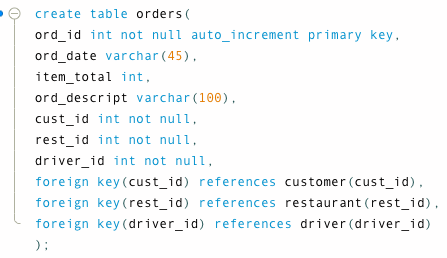 create table orders(
ord_id int not null auto_increment primary key,
ord_date varchar(45),
item_total int,
ord_descript varchar(100),
cust_id int not null,
rest_id int not null,
driver_id int not null,
foreign key(cust_id) references customer(cust_id),
foreign key(rest_id) references restaurant(rest_id),
foreign key(driver_id) references driver(driver_id)
);